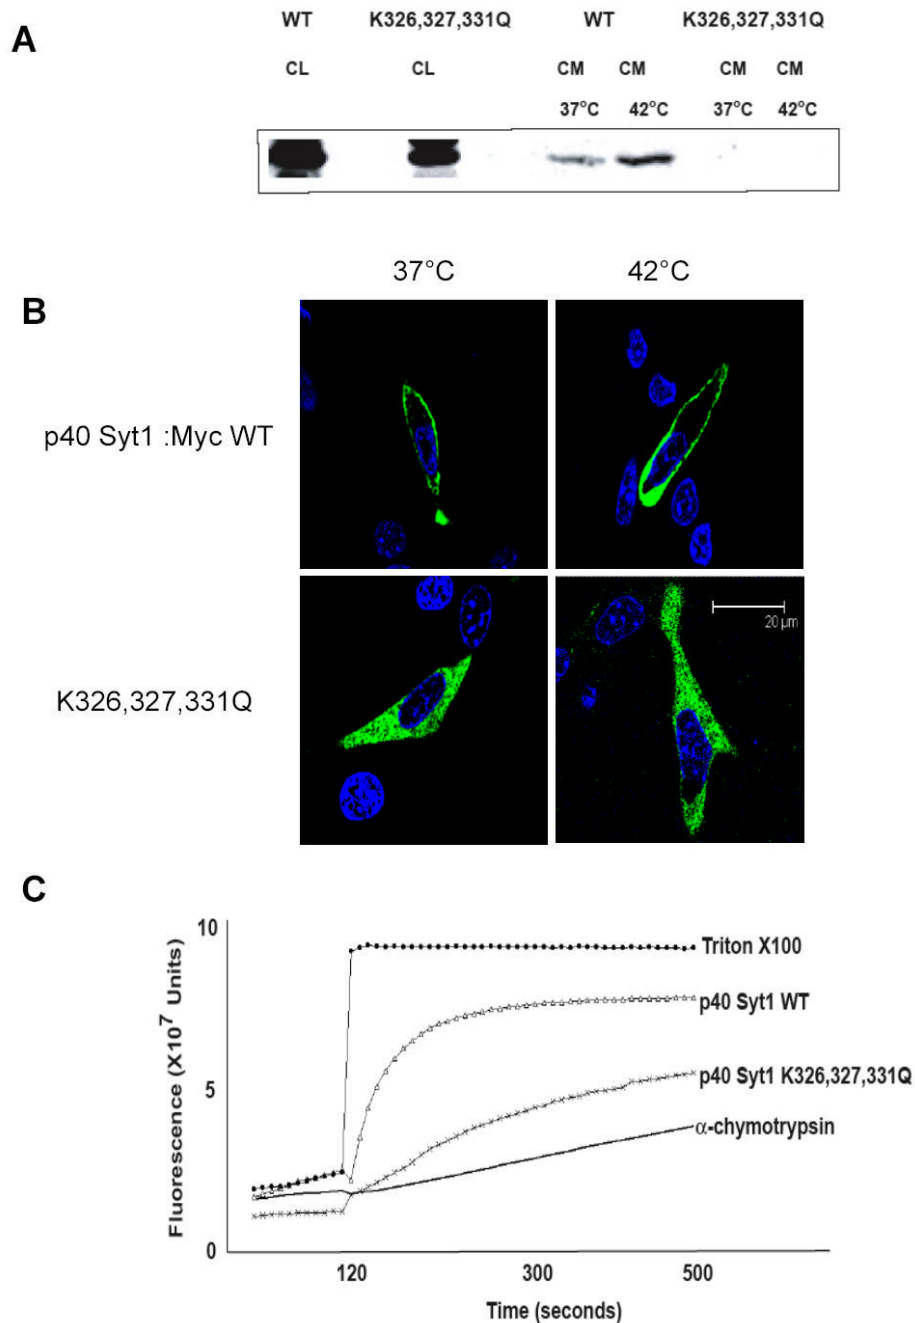 A
WT K326,327,331Q WT K326,327,331Q
CL CL CM CM CM CM
37°C 42°C 37°C 42°C
37°C 42°C
B
p40 Syt1 :Myc WT
K326,327,331Q
20 µm
C
Fluorescence (X10⁷ Units)
10
5
0
Triton X100
p40 Syt1 WT
p40 Syt1 K326,327,331Q
α-chymotrypsin
120 300 500
Time (seconds)